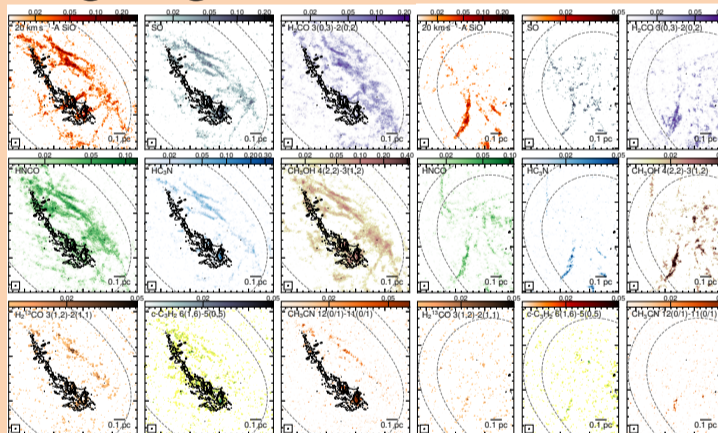 0.02 0.05 0.10 0.20 0.02 0.05 0.10 0.20 0.02 0.05 0.10 0.02 0.05 0.10 0.20 0.02 0.05 0.02
20 km s⁻¹-A SiO SO H₂CO 3(0,3)-2(0,2) 20 km s⁻¹-A SiO SO H₂CO 3(0,3)-2(0,2)
0.1 pc 0.1 pc 0.1 pc 0.1 pc 0.1 pc 0.1 pc
0.02 0.05 0.10 0.02 0.05 0.10 0.20 0.02 0.05 0.10 0.20 0.02 0.05 0.10 0.02 0.05 0.02
HNCO HC₃N CH₃OH 4(2,2)-3(1,2) HNCO HC₃N CH₃OH 4(2,2)-3(1,2)
0.1 pc 0.1 pc 0.1 pc 0.1 pc 0.1 pc 0.1 pc
0.02 0.05 0.02 0.05 0.02 0.05 0.02 0.05 0.02 0.05 0.02 0.05
H₂¹³CO 3(1,2)-2(1,1) c-C₃H₂ 6(1,6)-5(0,5) CH₃CN 12(0/1)-11(0/1) H₂¹³CO 3(1,2)-2(1,1) c-C₃H₂ 6(1,6)-5(0,5) CH₃CN 12(0/1)-11(0/1)
0.1 pc 0.1 pc 0.1 pc 0.1 pc 0.1 pc 0.1 pc